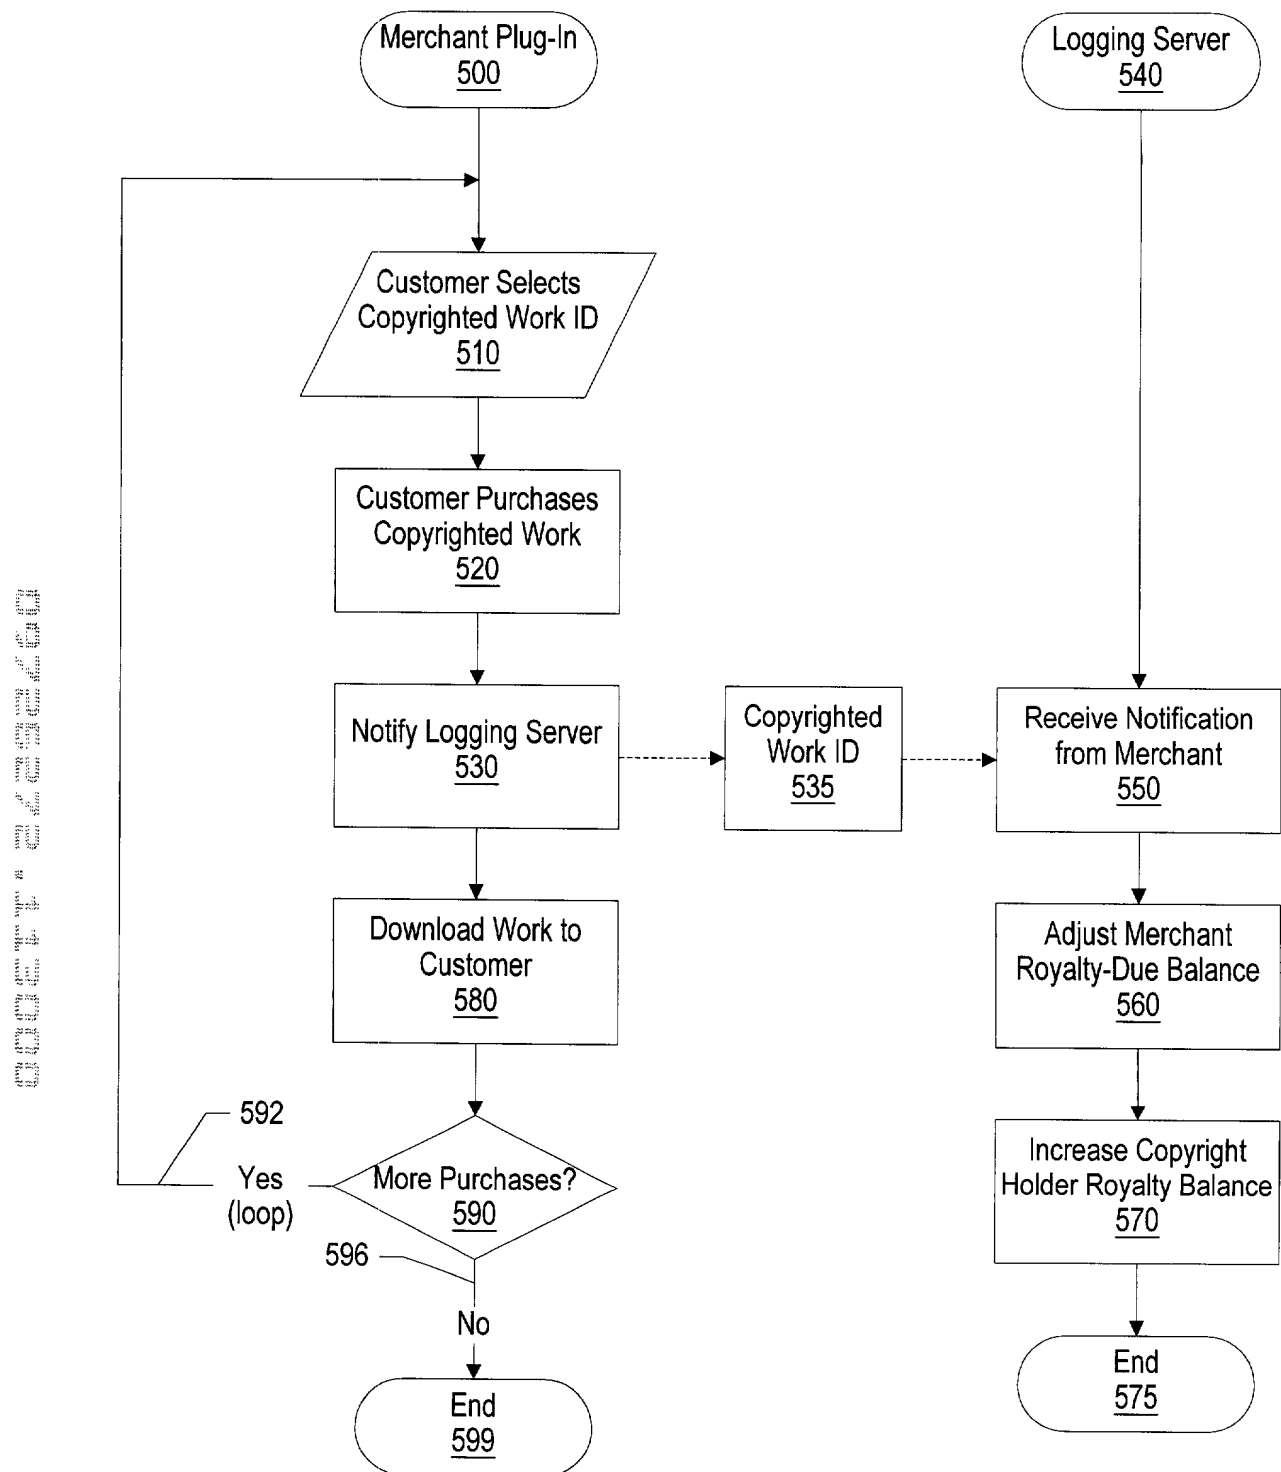 Merchant Plug-In
500
Logging Server
540
Customer Selects
Copyrighted Work ID
510
Customer Purchases
Copyrighted Work
520
Notify Logging Server
530
Copyrighted
Work ID
535
Receive Notification
from Merchant
550
Download Work to
Customer
580
Adjust Merchant
Royalty-Due Balance
560
592
Yes
(loop)
More Purchases?
590
Increase Copyright
Holder Royalty Balance
570
596
No
End
599
End
575